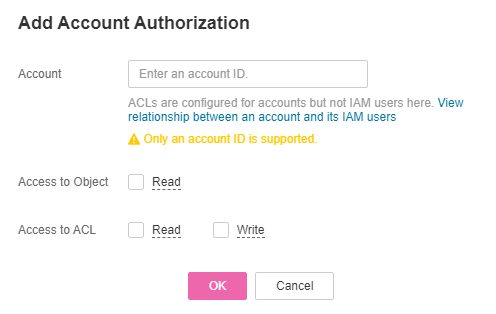 Add Account Authorization
Account
Enter an account ID.
ACLs are configured for accounts but not IAM users here. View
relationship between an account and its IAM users
Only an account ID is supported.
Access to Object
Read
Access to ACL
Read
Write
OK
Cancel